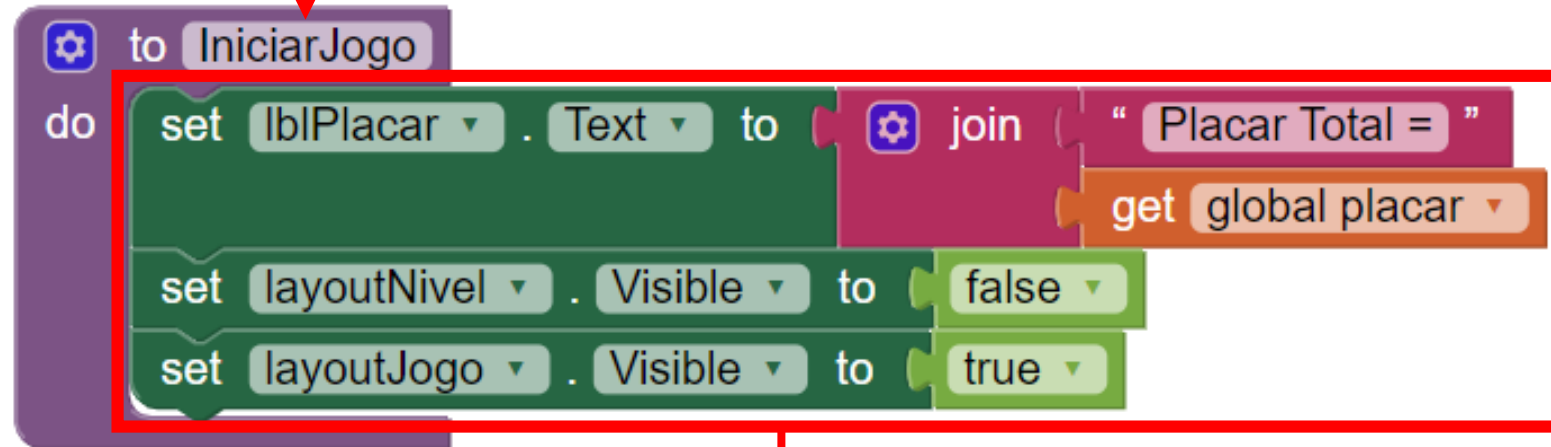 to IniciarJogo
do set lblPlacar . Text to join “ Placar Total = ”
get global placar
set layoutNivel . Visible to false
set layoutJogo . Visible to true